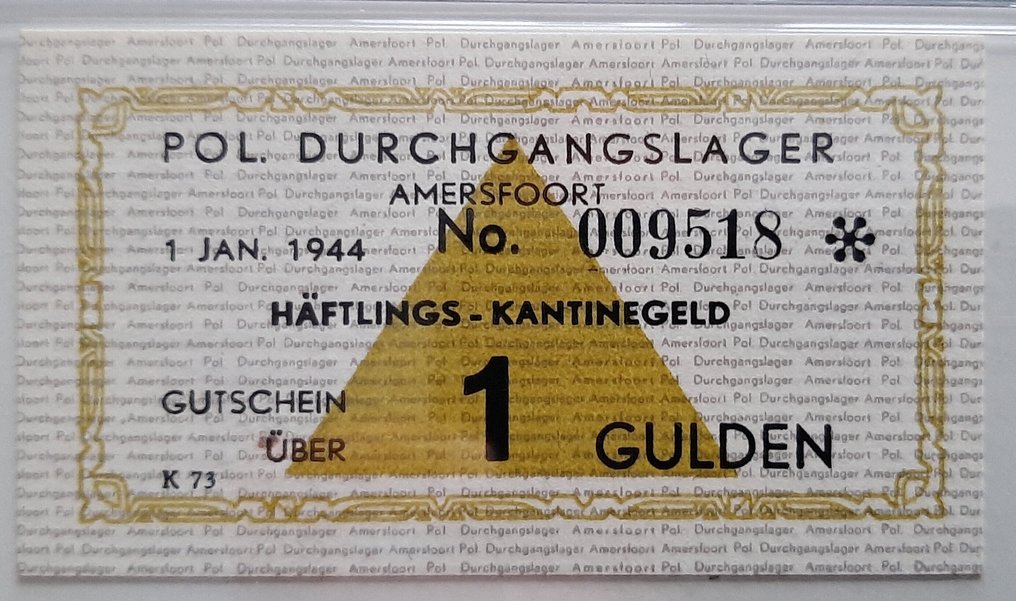 POL. DURCHGANGSLAGER
AMERSFOORT
1 JAN. 1944 No. 009518 *
HÄFTLINGS-KANTINEGELD
GUTSCHEIN
ÜBER 1 GULDEN
K 73